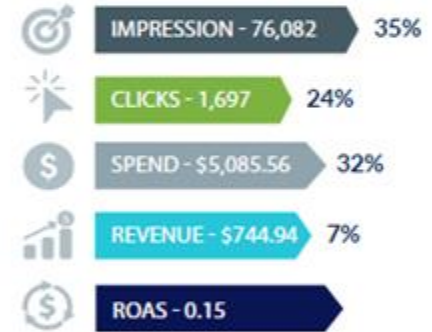 IMPRESSION - 76,082 35%
CLICKS - 1,697 24%
SPEND - $5,085.56 32%
REVENUE - $744.94 7%
ROAS - 0.15